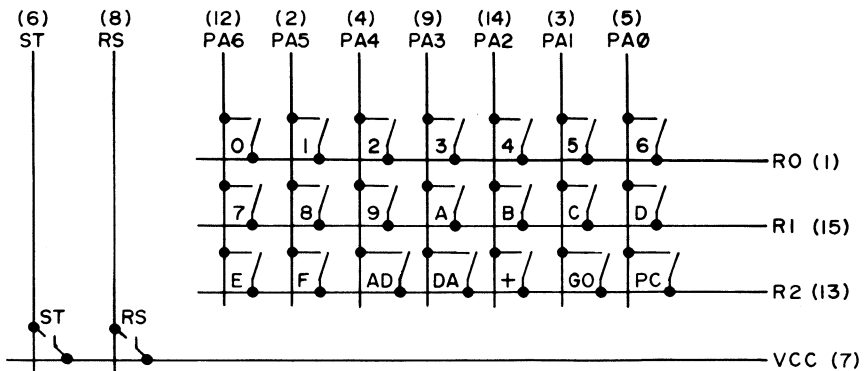 (6) (8) (12) (2) (4) (9) (14) (3) (5)
ST RS PA6 PA5 PA4 PA3 PA2 PA1 PAØ
0 1 2 3 4 5 6 R0 (1)
7 8 9 A B C D R1 (15)
E F AD DA + GO PC R2 (13)
ST RS
VCC (7)